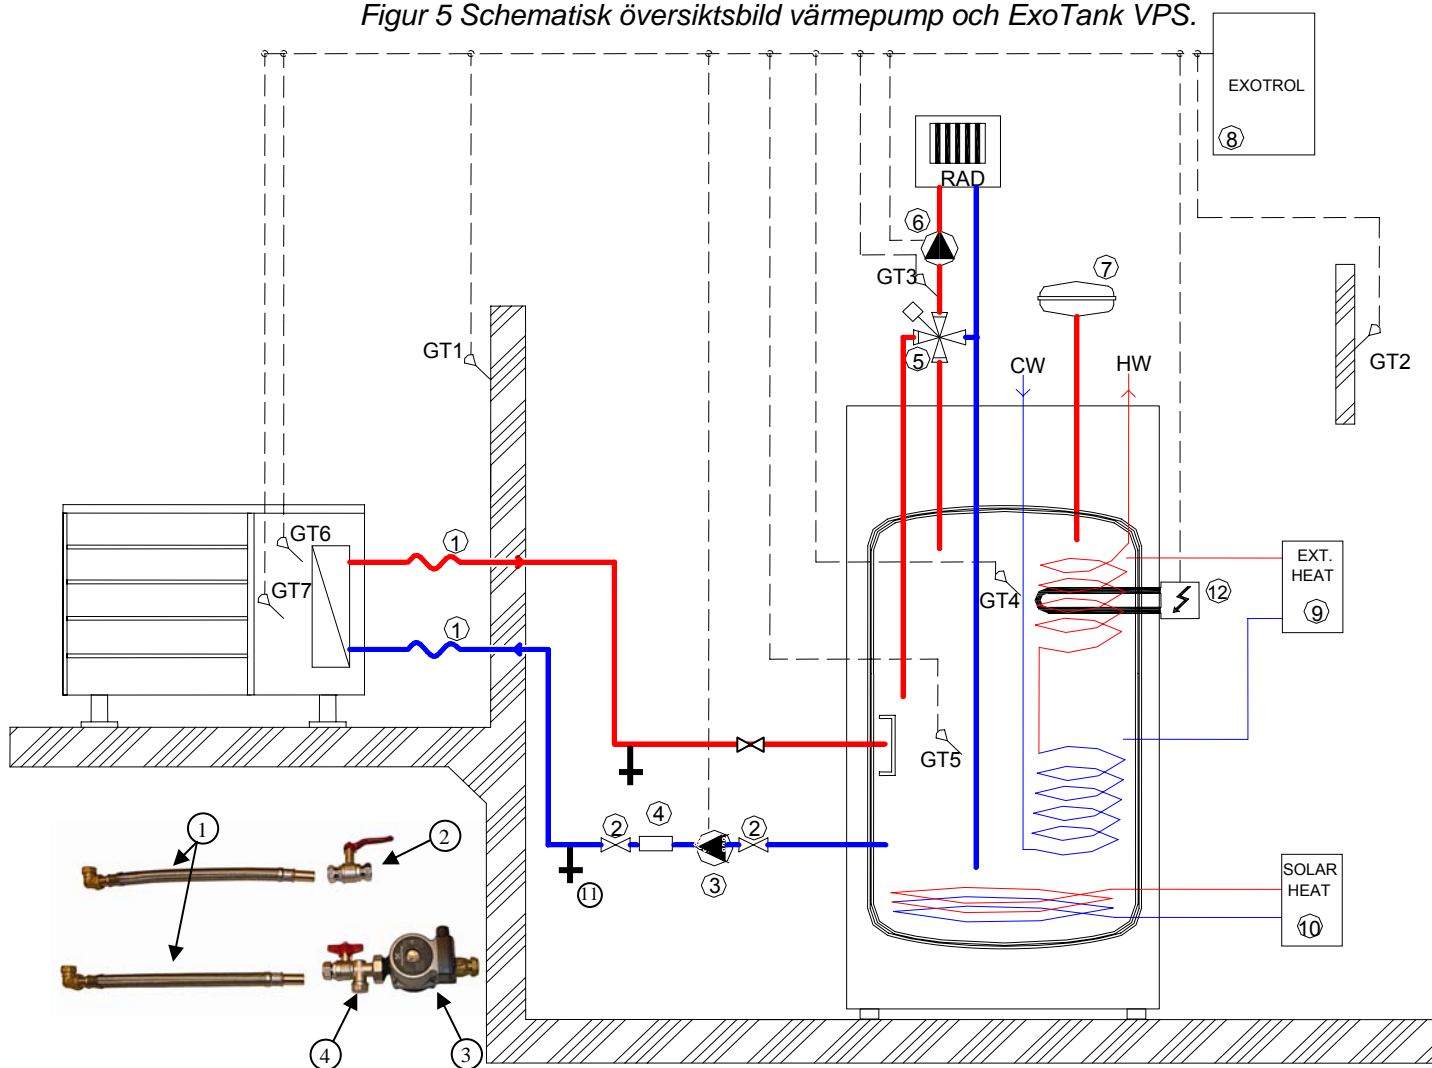 Figur 5 Schematisk översiktsbild värmepump och ExoTank VPS.
EXOTROL
8
RAD
6
GT3
7
5
GT1
CW
HW
GT2
GT6
1
GT7
1
GT4
12
EXT.
HEAT
9
GT5
2
4
2
3
11
SOLAR
HEAT
10
1
2
4
3